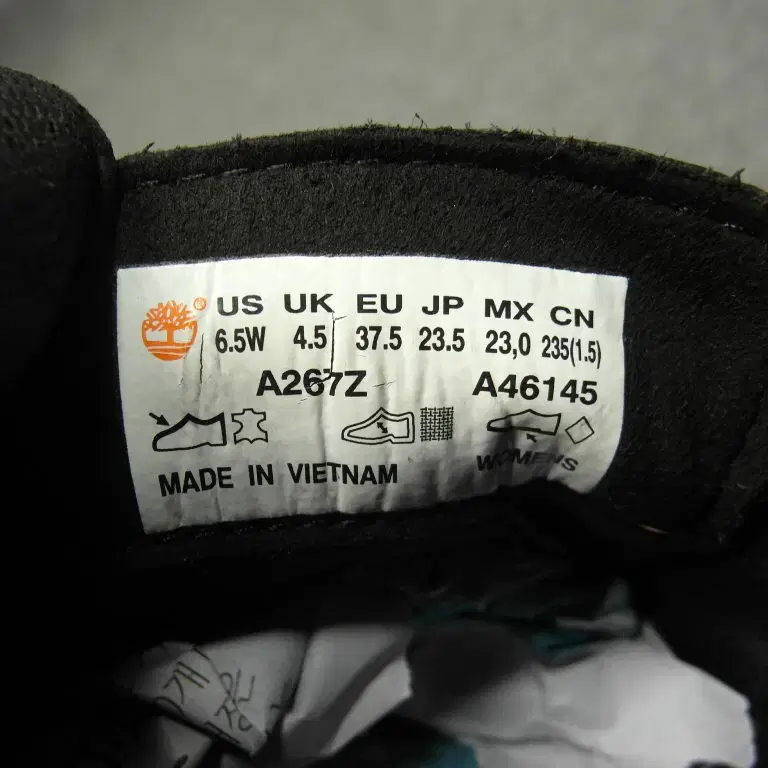 ® US UK EU JP MX CN
6.5W 4.5 37.5 23.5 23,0 235(1.5)
A267Z A46145
MADE IN VIETNAM WOMENS
개